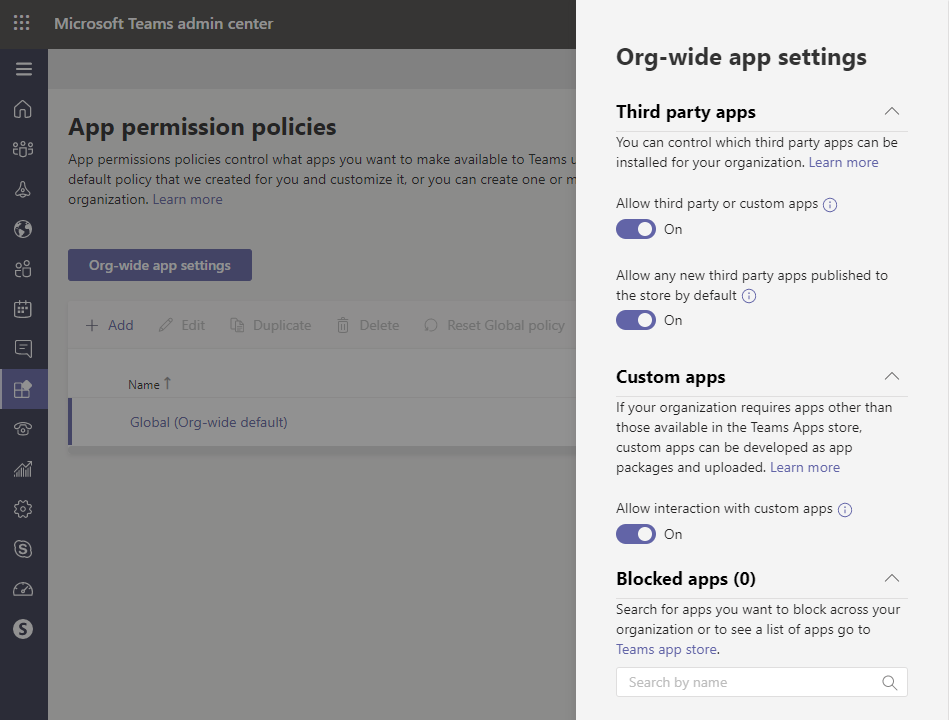 Microsoft Teams admin center
App permission policies
App permissions policies control what apps you want to make available to Teams u
default policy that we created for you and customize it, or you can create one or m
organization. Learn more
Org-wide app settings
Add Edit Duplicate Delete Reset Global policy
Name ↑
Global (Org-wide default)
Org-wide app settings
Third party apps
You can control which third party apps can be
installed for your organization. Learn more
Allow third party or custom apps
On
Allow any new third party apps published to
the store by default
On
Custom apps
If your organization requires apps other than
those available in the Teams Apps store,
custom apps can be developed as app
packages and uploaded. Learn more
Allow interaction with custom apps
On
Blocked apps (0)
Search for apps you want to block across your
organization or to see a list of apps go to
Teams app store.
Search by name